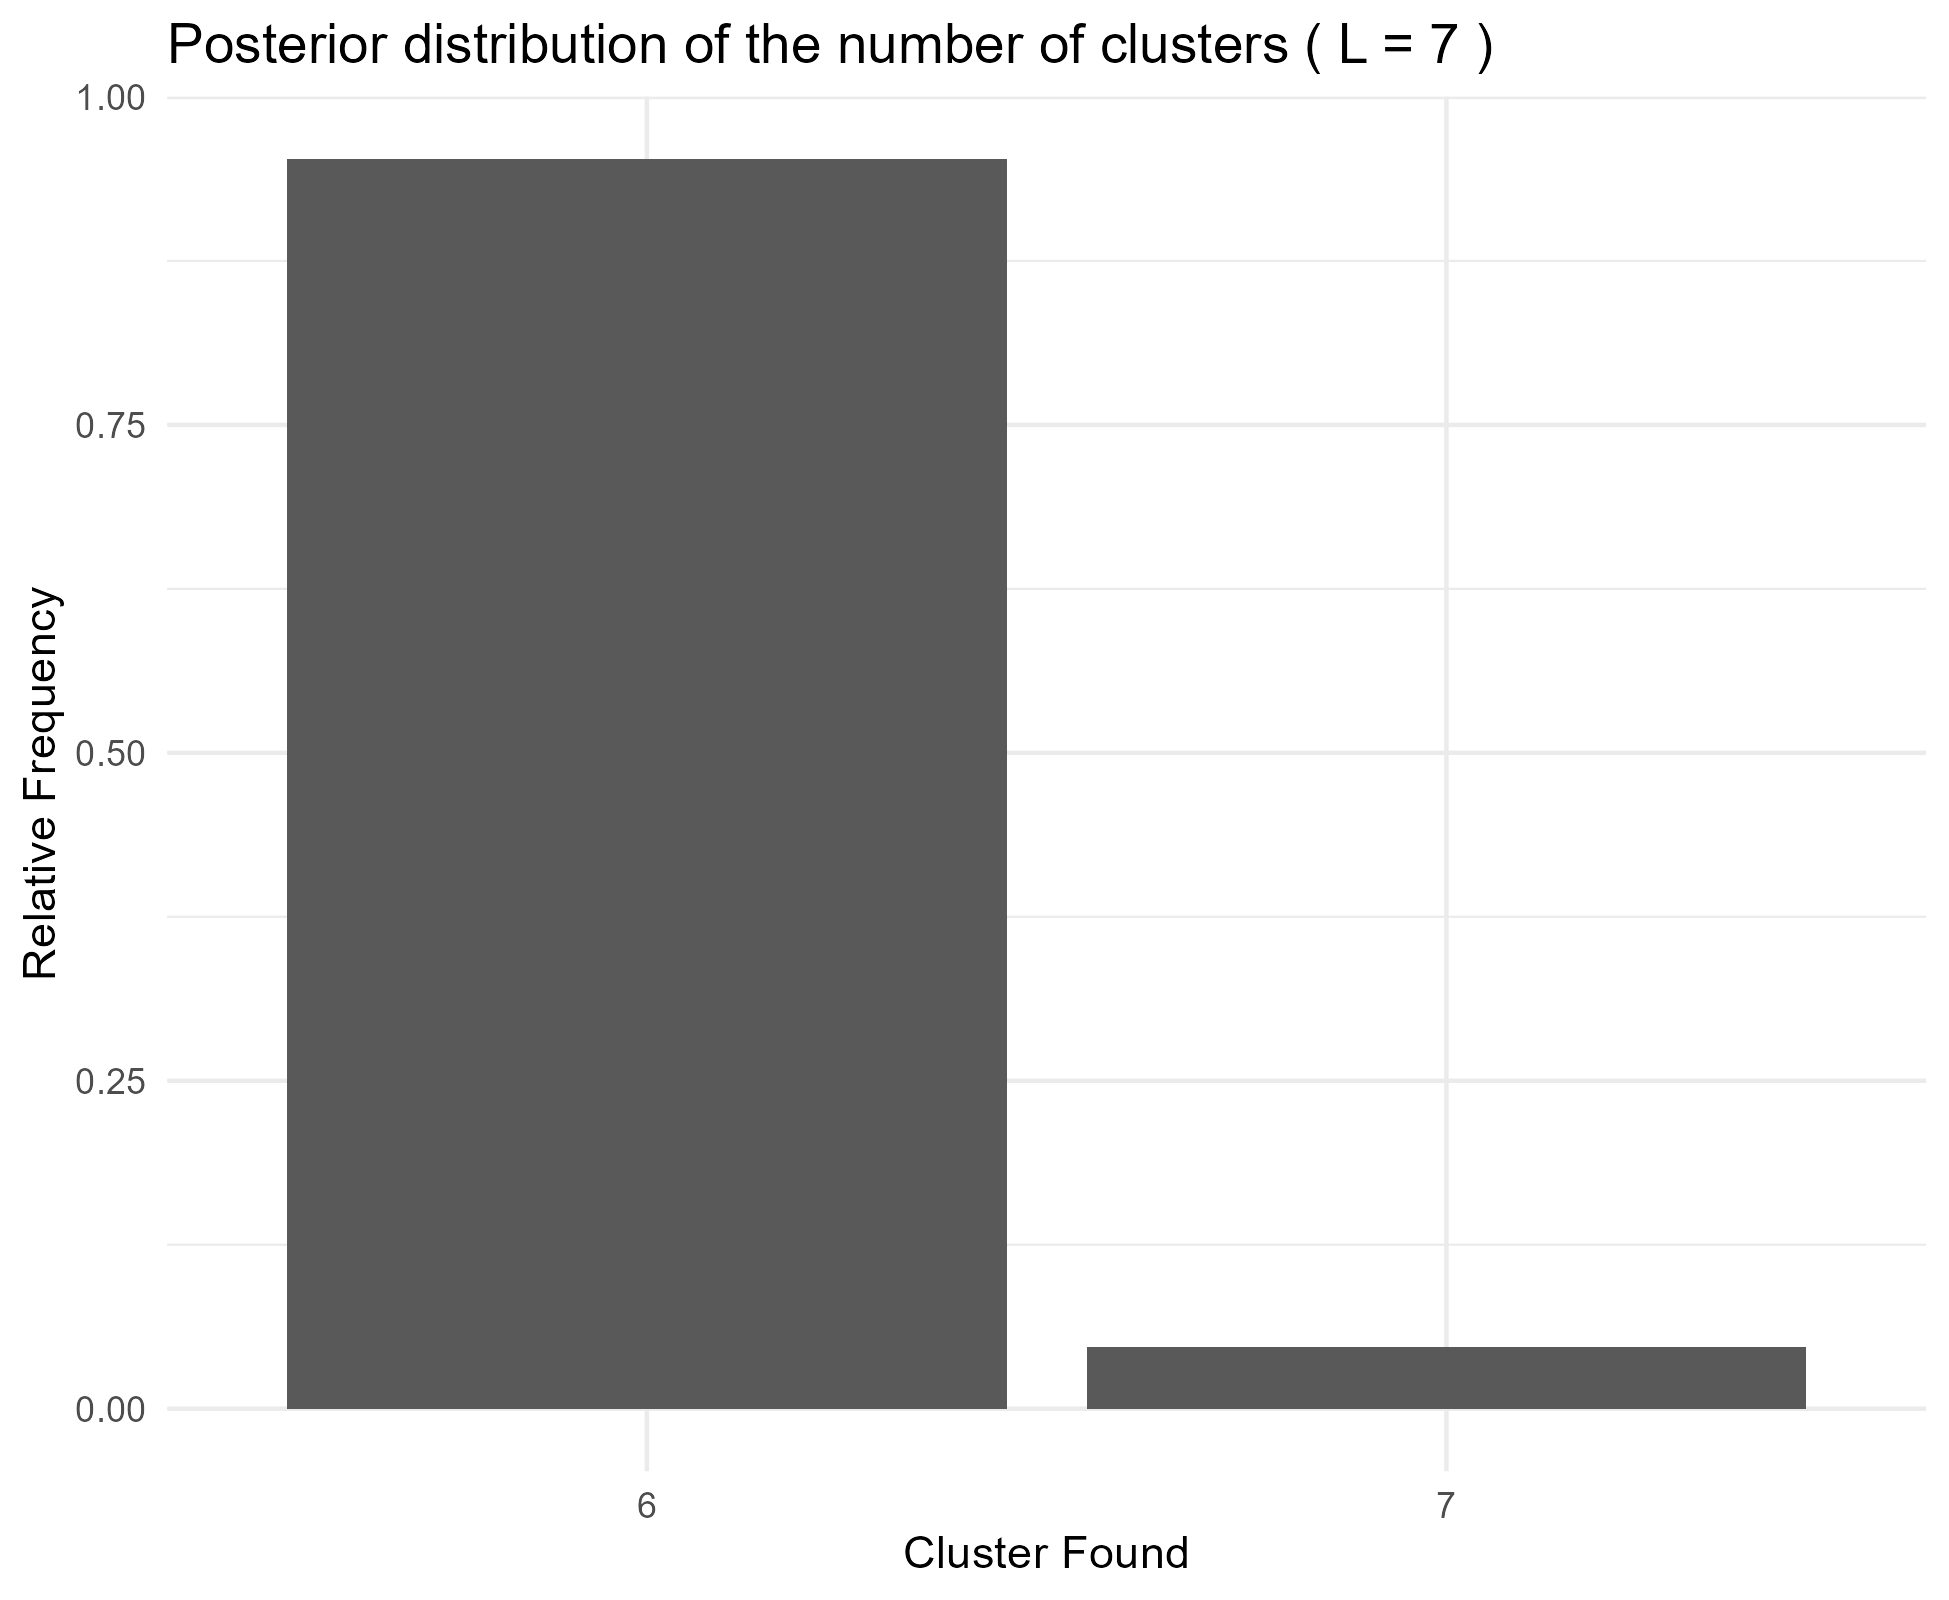 Posterior distribution of the number of clusters ( L = 7 )
1.00
0.75
0.50
0.25
0.00
Relative Frequency
6 7
Cluster Found